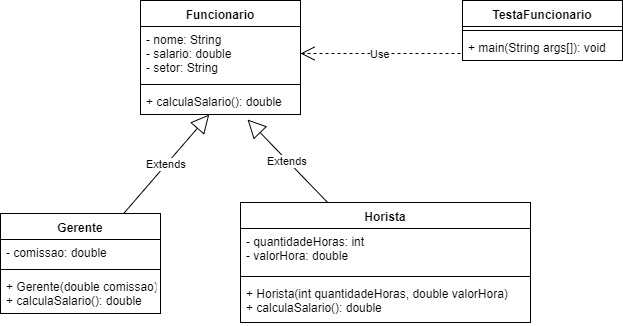 Funcionario
- nome: String
- salario: double
- setor: String
+ calculaSalario(): double
TestaFuncionario
+ main(String args[]): void
Use
Extends
Extends
Gerente
- comissao: double
+ Gerente(double comissao)
+ calculaSalario(): double
Horista
- quantidadeHoras: int
- valorHora: double
+ Horista(int quantidadeHoras, double valorHora)
+ calculaSalario(): double